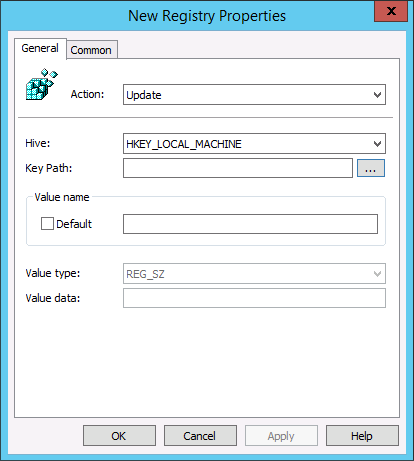 New Registry Properties
x
General Common
Action: Update
Hive: HKEY_LOCAL_MACHINE
Key Path: ...
Value name
Default
Value type: REG_SZ
Value data:
OK Cancel Apply Help